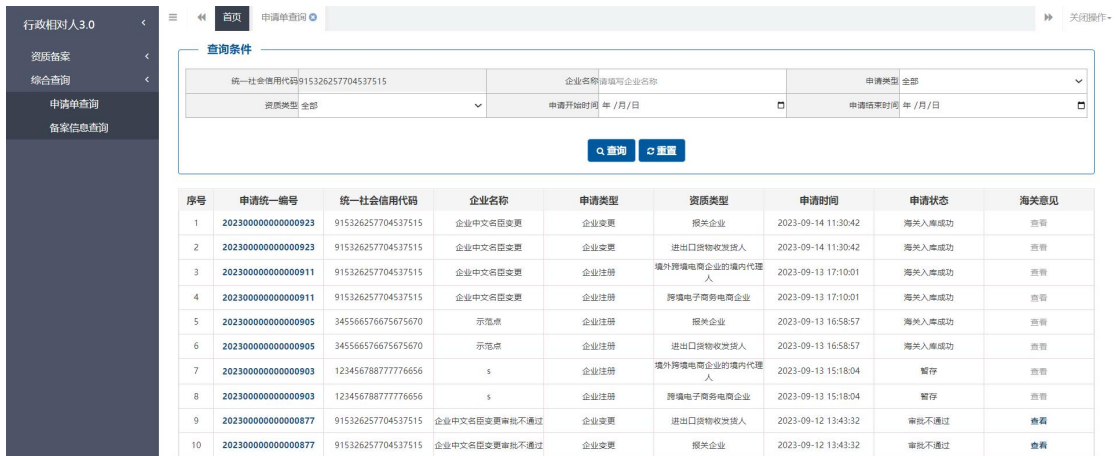 行政相对人3.0
首页
申请单查询
关闭操作
资质备案
综合查询
申请单查询
备案信息查询
查询条件
统一社会信用代码 915326257704537515 企业名称 请填写企业名称 申请类型 全部
资质类型 全部 申请开始时间 年 /月/日 申请结束时间 年 /月/日
查询 重置
序号 申请统一编号 统一社会信用代码 企业名称 申请类型 资质类型 申请时间 申请状态 海关意见
1 202300000000000923 915326257704537515 企业中文名臣变更 企业变更 报关企业 2023-09-14 11:30:42 海关入库成功 查看
2 202300000000000923 915326257704537515 企业中文名臣变更 企业变更 进出口货物收发货人 2023-09-14 11:30:42 海关入库成功 查看
3 202300000000000911 915326257704537515 企业中文名臣变更 企业注册 境外跨境电商企业的境内代理
人 2023-09-13 17:10:01 海关入库成功 查看
4 202300000000000911 915326257704537515 企业中文名臣变更 企业注册 跨境电子商务电商企业 2023-09-13 17:10:01 海关入库成功 查看
5 202300000000000905 345566576675675670 示范点 企业注册 报关企业 2023-09-13 16:58:57 海关入库成功 查看
6 202300000000000905 345566576675675670 示范点 企业注册 进出口货物收发货人 2023-09-13 16:58:57 海关入库成功 查看
7 202300000000000903 123456788777776656 s 企业注册 境外跨境电商企业的境内代理
人 2023-09-13 15:18:04 暂存 查看
8 202300000000000903 123456788777776656 s 企业注册 跨境电子商务电商企业 2023-09-13 15:18:04 暂存 查看
9 202300000000000877 915326257704537515 企业中文名臣变更审批不通过 企业变更 进出口货物收发货人 2023-09-12 13:43:32 审批不通过 查看
10 202300000000000877 915326257704537515 企业中文名臣变更审批不通过 企业变更 报关企业 2023-09-12 13:43:32 审批不通过 查看